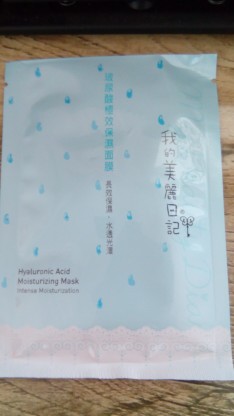 我的美麗日記
玻尿酸極效保濕面膜
長效保濕・水透光漾
Hyaluronic Acid
Moisturizing Mask
Intense Moisturization